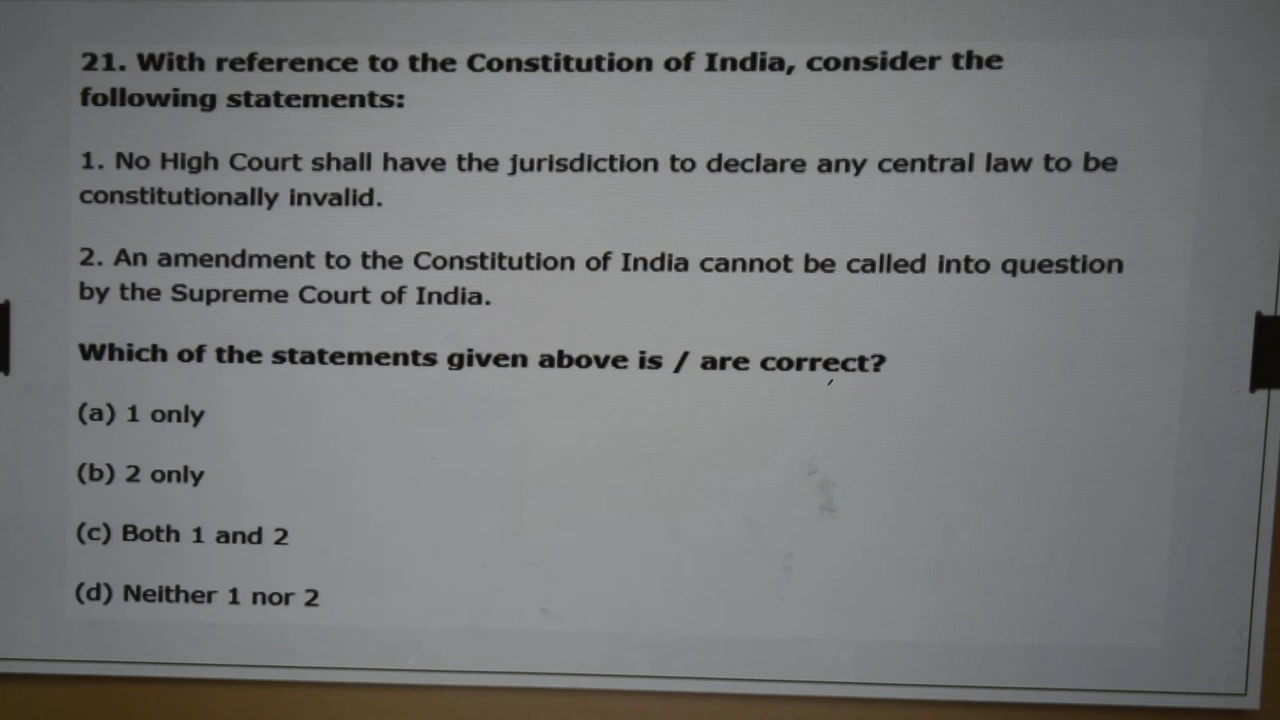 21. With reference to the Constitution of India, consider the
following statements:
1. No High Court shall have the jurisdiction to declare any central law to be
constitutionally invalid.
2. An amendment to the Constitution of India cannot be called into question
by the Supreme Court of India.
Which of the statements given above is / are correct?
(a) 1 only
(b) 2 only
(c) Both 1 and 2
(d) Neither 1 nor 2